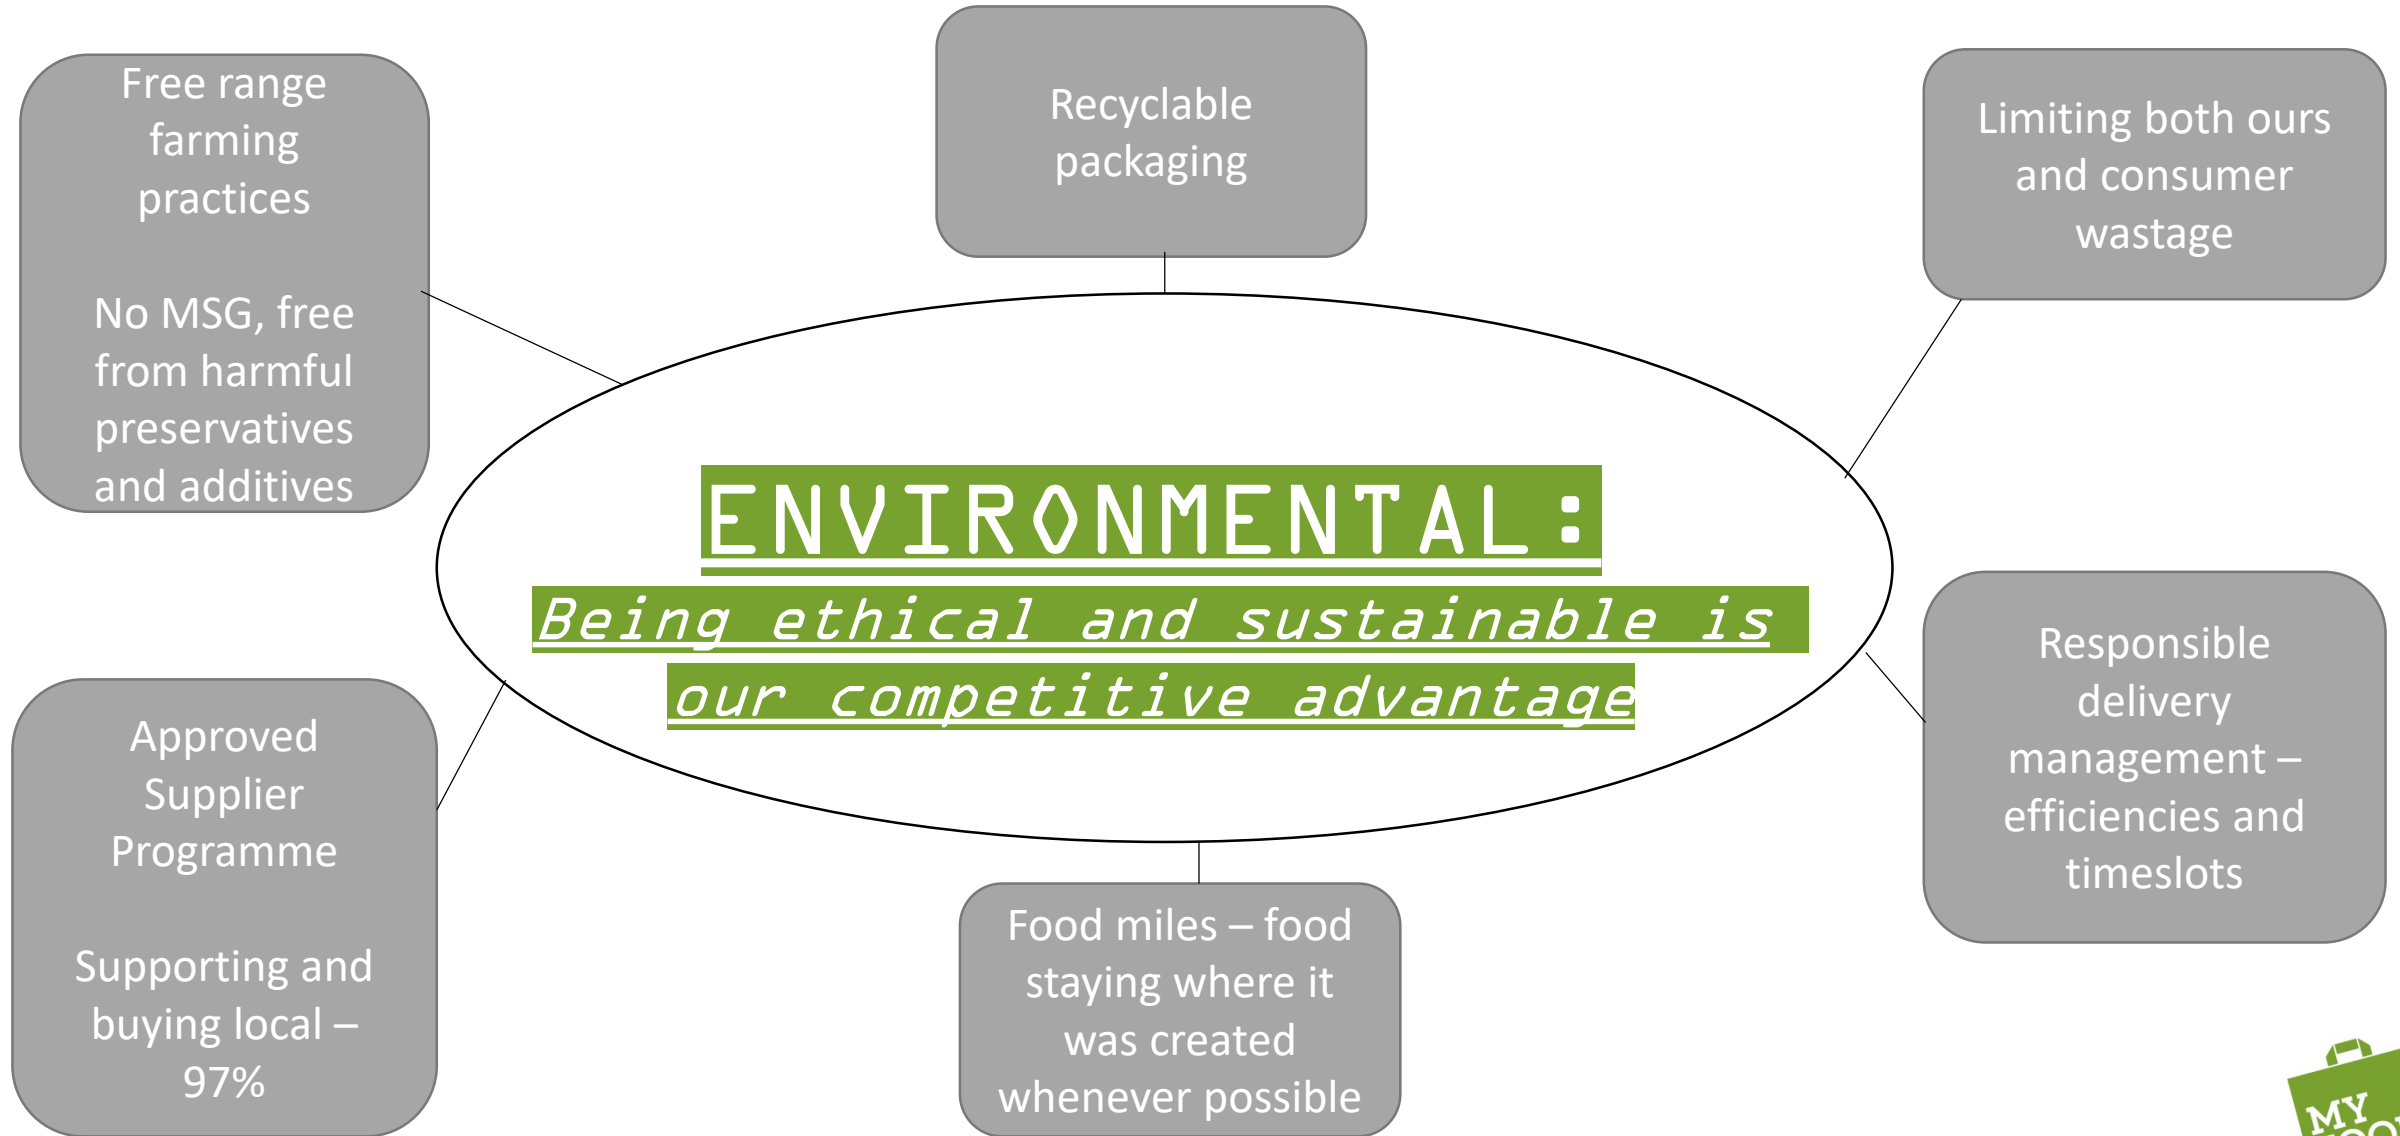 Free range
farming
practices
No MSG, free
from harmful
preservatives
and additives
Recyclable
packaging
Limiting both ours
and consumer
wastage
ENVIRONMENTAL:
Being ethical and sustainable is
our competitive advantage
Approved
Supplier
Programme
Supporting and
buying local –
97%
Food miles – food
staying where it
was created
whenever possible
Responsible
delivery
management –
efficiencies and
timeslots
MY